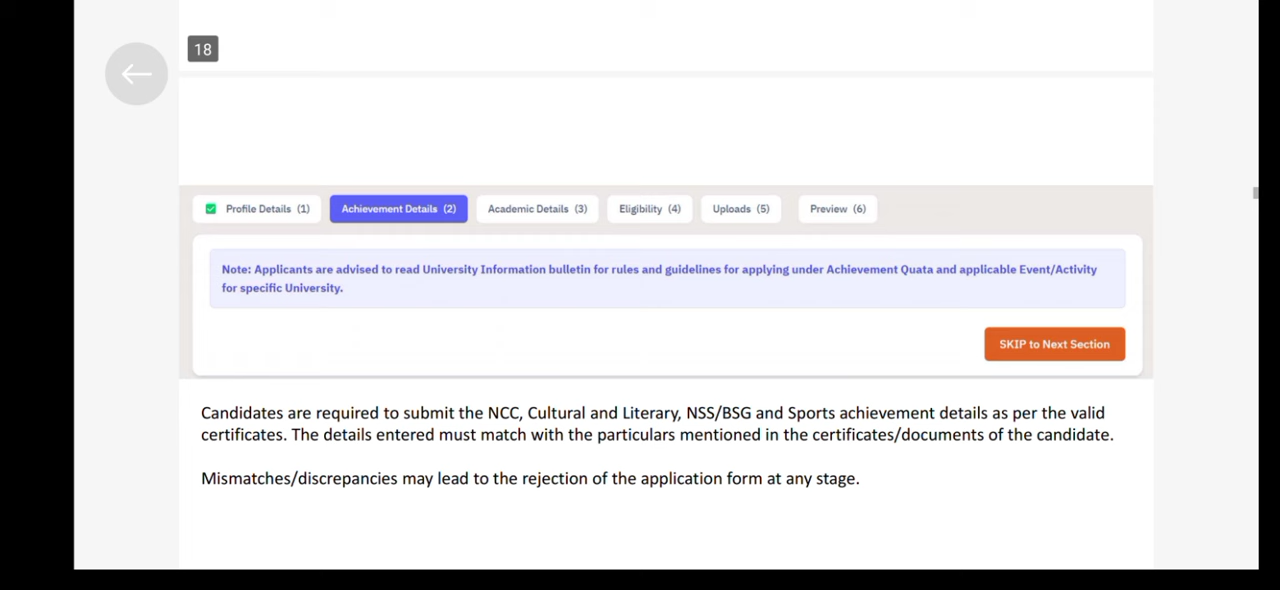 18
Profile Details (1)
Achievement Details (2)
Academic Details (3)
Eligibility (4)
Uploads (5)
Preview (6)
Note: Applicants are advised to read University Information bulletin for rules and guidelines for applying under Achievement Quata and applicable Event/Activity
for specific University.
SKIP to Next Section
Candidates are required to submit the NCC, Cultural and Literary, NSS/BSG and Sports achievement details as per the valid
certificates. The details entered must match with the particulars mentioned in the certificates/documents of the candidate.
Mismatches/discrepancies may lead to the rejection of the application form at any stage.